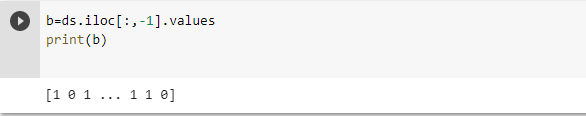 b=ds.iloc[:,-1].values
print(b)
[1 0 1 ... 1 1 0]